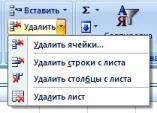 Вставить
Удалить
Удалить ячейки...
Удалить строки с листа
Удалить столбцы с листа
Удалить лист